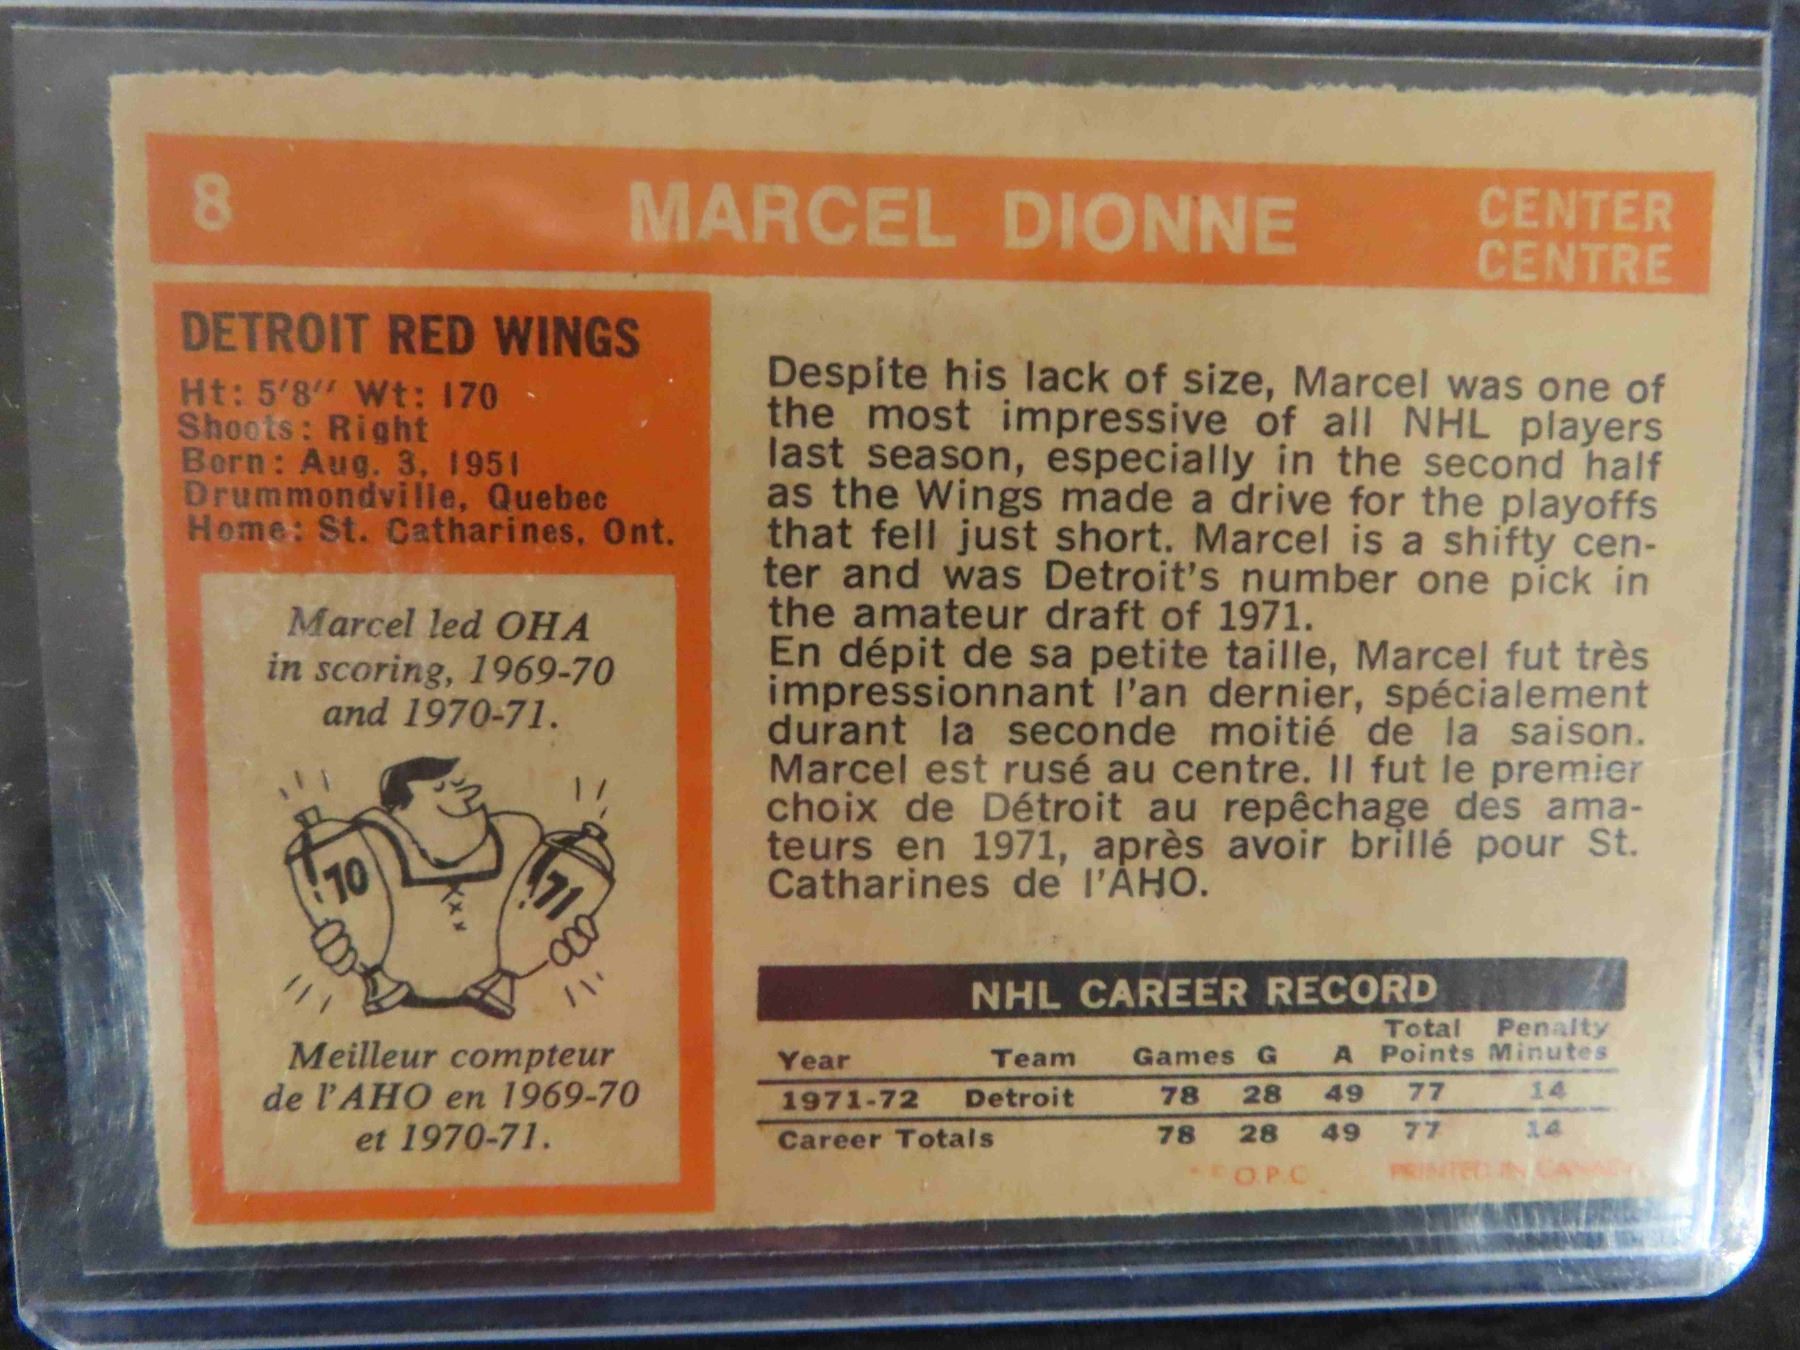 8
MARCEL DIONNE
CENTER
CENTRE
DETROIT RED WINGS
Ht: 5'8'' Wt: 170
Shoots: Right
Born: Aug. 3, 1951
Drummondville, Quebec
Home: St. Catharines, Ont.
Marcel led OHA
in scoring, 1969-70
and 1970-71.
'70
'71
Meilleur compteur
de l'AHO en 1969-70
et 1970-71.
Despite his lack of size, Marcel was one of
the most impressive of all NHL players
last season, especially in the second half
as the Wings made a drive for the playoffs
that fell just short. Marcel is a shifty cen-
ter and was Detroit's number one pick in
the amateur draft of 1971.
En dépit de sa petite taille, Marcel fut très
impressionnant l'an dernier, spécialement
durant la seconde moitié de la saison.
Marcel est rusé au centre. Il fut le premier
choix de Détroit au repêchage des ama-
teurs en 1971, après avoir brillé pour St.
Catharines de l'AHO.
NHL CAREER RECORD
Year Team Games G A Total Points Penalty Minutes
1971-72 Detroit 78 28 49 77 14
Career Totals 78 28 49 77 14
O.P.C. PRINTED IN CANADA